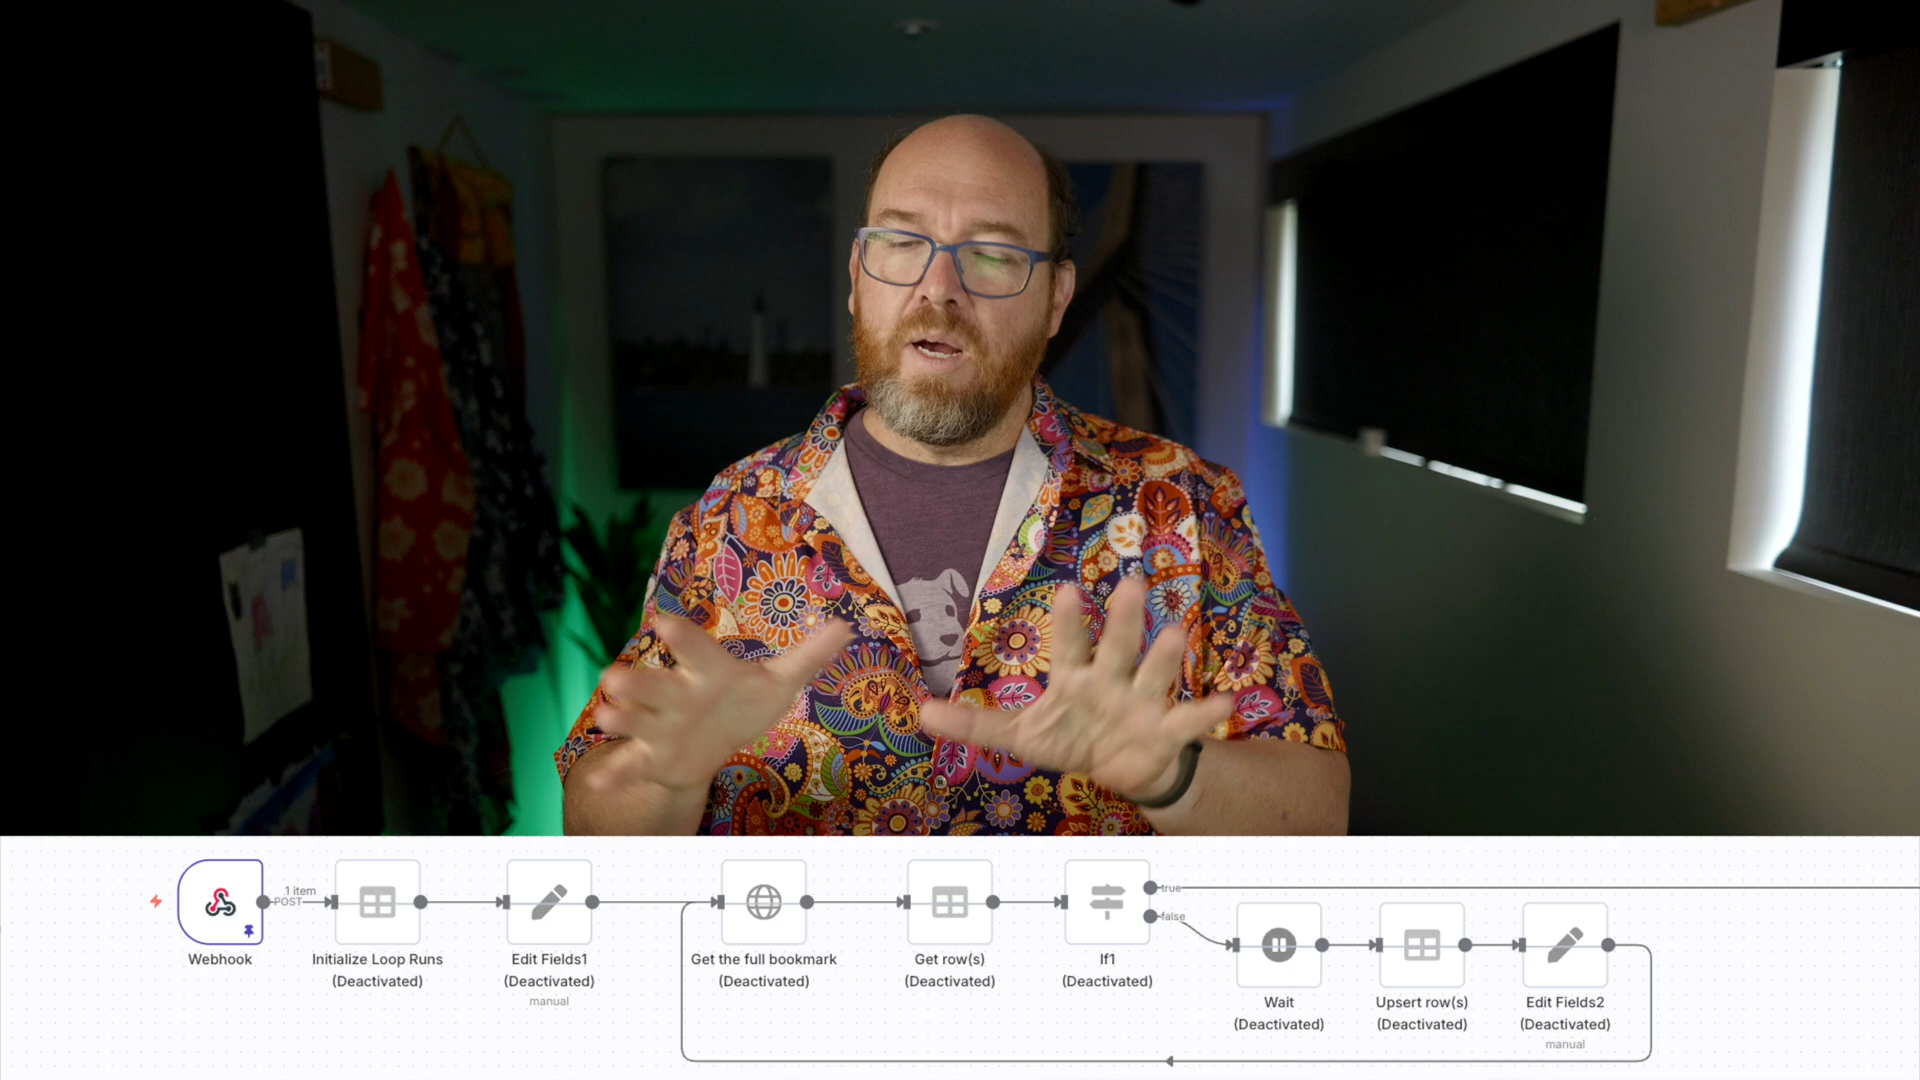 1 item
POST
true
false
Webhook
Initialize Loop Runs
(Deactivated)
Edit Fields1
(Deactivated)
manual
Get the full bookmark
(Deactivated)
Get row(s)
(Deactivated)
If1
(Deactivated)
Wait
(Deactivated)
Upsert row(s)
(Deactivated)
Edit Fields2
(Deactivated)
manual